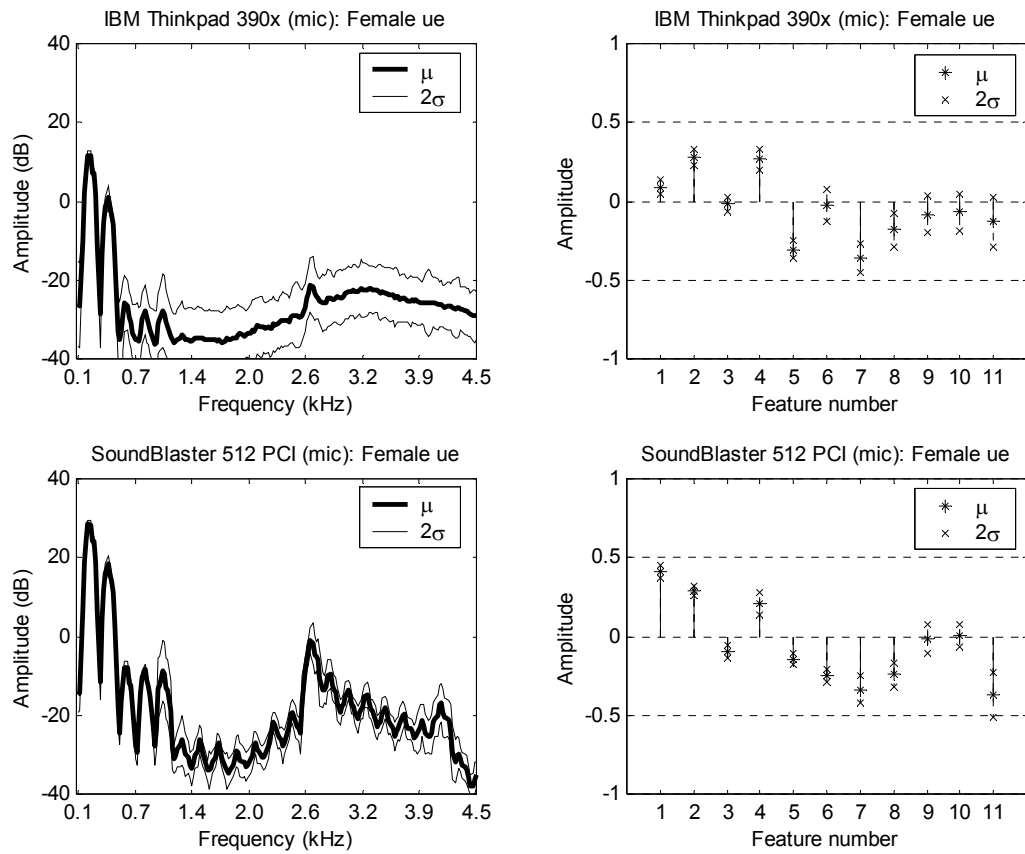 IBM Thinkpad 390x (mic): Female ue
40
20
0
-20
-40
Amplitude (dB)
0.1 0.7 1.4 2.0 2.6 3.2 3.9 4.5
Frequency (kHz)
μ
2σ
IBM Thinkpad 390x (mic): Female ue
1
0.5
0
-0.5
-1
Amplitude
1 2 3 4 5 6 7 8 9 10 11
Feature number
μ
2σ
SoundBlaster 512 PCI (mic): Female ue
40
20
0
-20
-40
Amplitude (dB)
0.1 0.7 1.4 2.0 2.6 3.2 3.9 4.5
Frequency (kHz)
μ
2σ
SoundBlaster 512 PCI (mic): Female ue
1
0.5
0
-0.5
-1
Amplitude
1 2 3 4 5 6 7 8 9 10 11
Feature number
μ
2σ